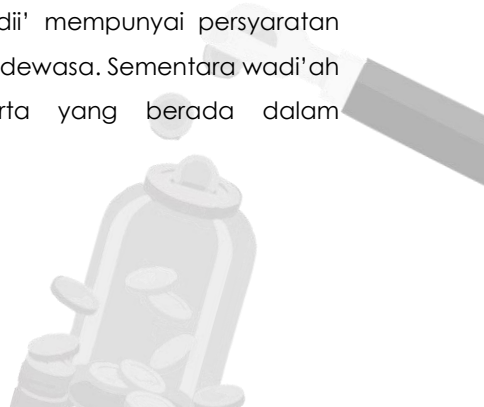 dii’ mempunyai persyaratan
dewasa. Sementara wadi’ah
rta yang berada dalam